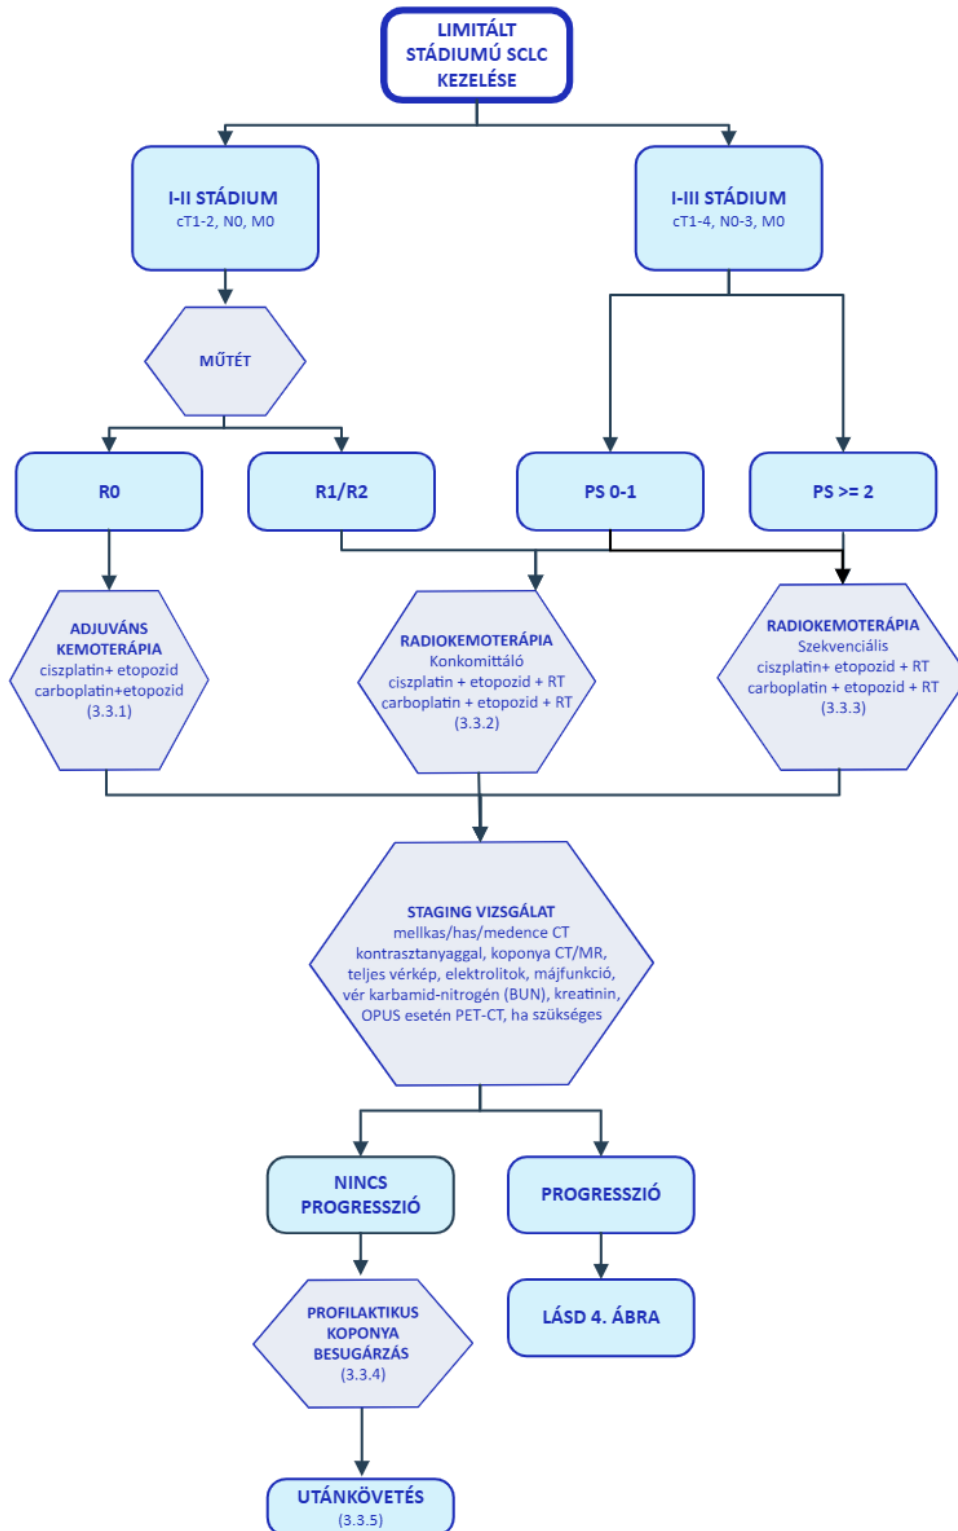 LIMITÁLT
STÁDIUMÚ SCLC
KEZELÉSE
I-II STÁDIUM
cT1-2, N0, M0
I-III STÁDIUM
cT1-4, N0-3, M0
MŰTÉT
R0
R1/R2
PS 0-1
PS >= 2
ADJUVÁNS
KEMOTERÁPIA
ciszplatin+ etopozid
carboplatin+etopozid
(3.3.1)
RADIOKEMOTERÁPIA
Konkomittáló
ciszplatin + etopozid + RT
carboplatin + etopozid + RT
(3.3.2)
RADIOKEMOTERÁPIA
Szekvenciális
ciszplatin+ etopozid + RT
carboplatin + etopozid + RT
(3.3.3)
STAGING VIZSGÁLAT
mellkas/has/medence CT
kontrasztanyaggal, koponya CT/MR,
teljes vérkép, elektrolitok, májfunkció,
vér karbamid-nitrogén (BUN), kreatinin,
OPUS esetén PET-CT, ha szükséges
NINCS
PROGRESSZIÓ
PROGRESSZIÓ
PROFILAKTIKUS
KOPONYA
BESUGÁRZÁS
(3.3.4)
LÁSD 4. ÁBRA
UTÁNKÖVETÉS
(3.3.5)